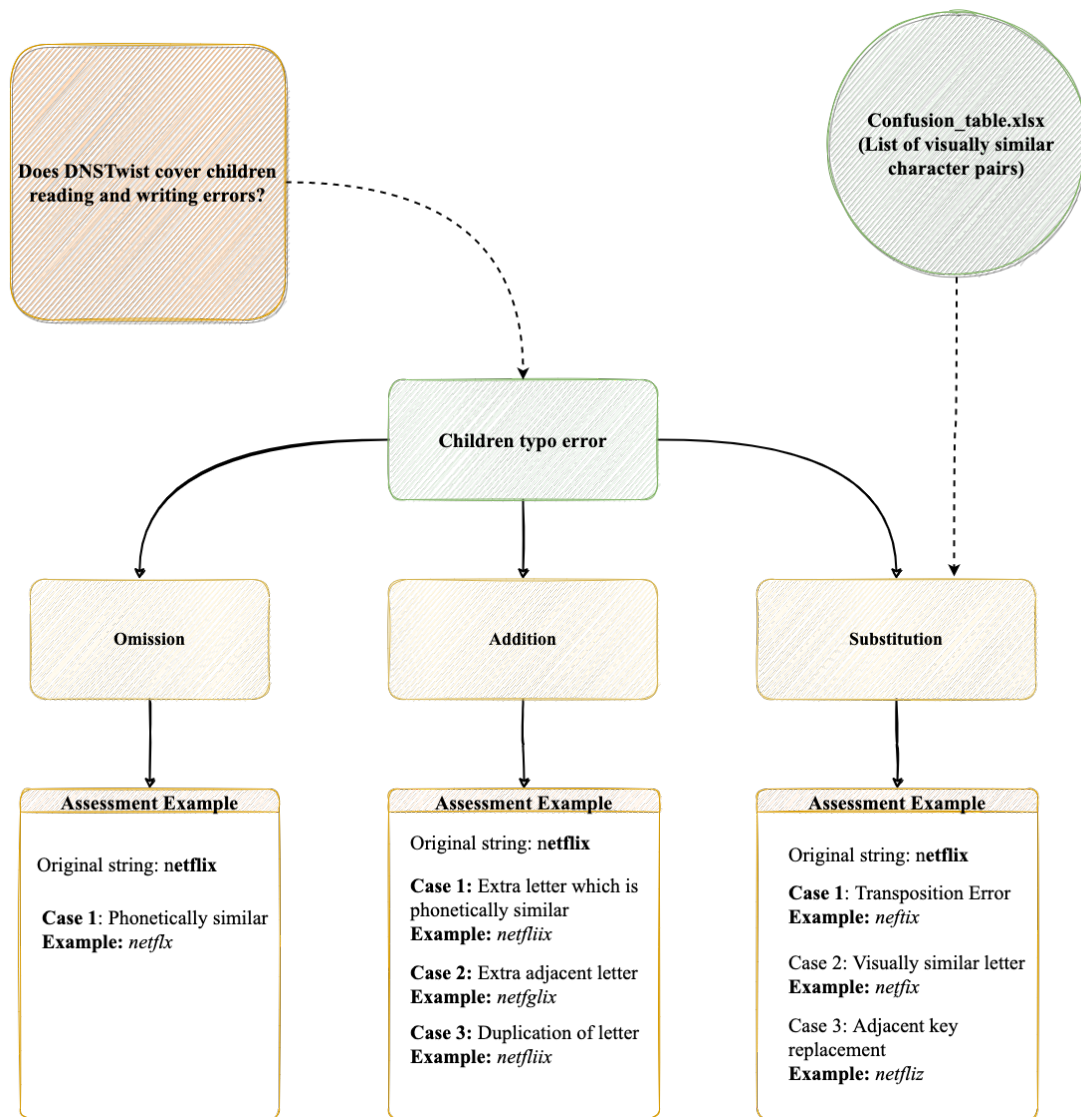 Does DNSTwist cover children
reading and writing errors?
Confusion_table.xlsx
(List of visually similar
character pairs)
Children typo error
Omission
Addition
Substitution
Assessment Example
Original string: netflix
Case 1: Phonetically similar
Example: netflx
Assessment Example
Original string: netflix
Case 1: Extra letter which is
phonetically similar
Example: netfliix
Case 2: Extra adjacent letter
Example: netfglix
Case 3: Duplication of letter
Example: netfliix
Assessment Example
Original string: netflix
Case 1: Transposition Error
Example: neftix
Case 2: Visually similar letter
Example: netfix
Case 3: Adjacent key
replacement
Example: netfliz